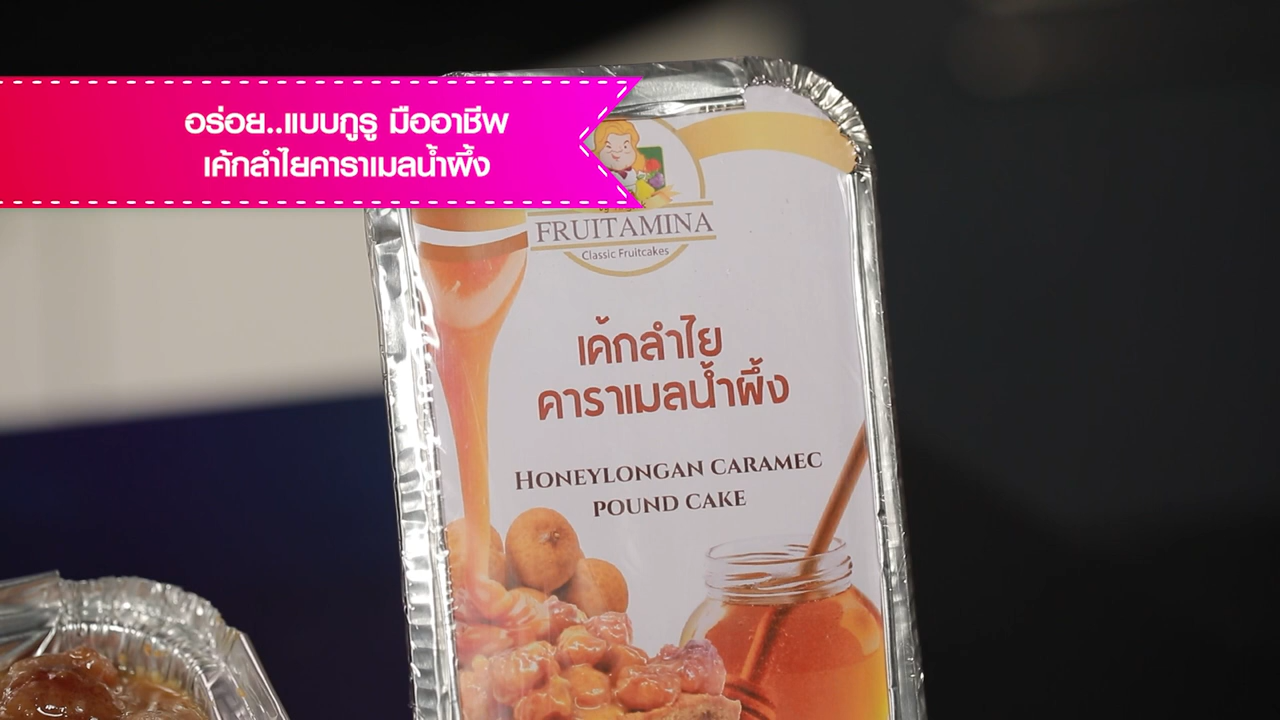 อร่อย..แบบกูรู มืออาชีพ
เค้กลำไยคาราเมลน้ำผึ้ง
FRUITAMINA
Classic Fruitcakes
เค้กลำไย
คาราเมลน้ำผึ้ง
HONEYLONGAN CARAMEC
POUND CAKE